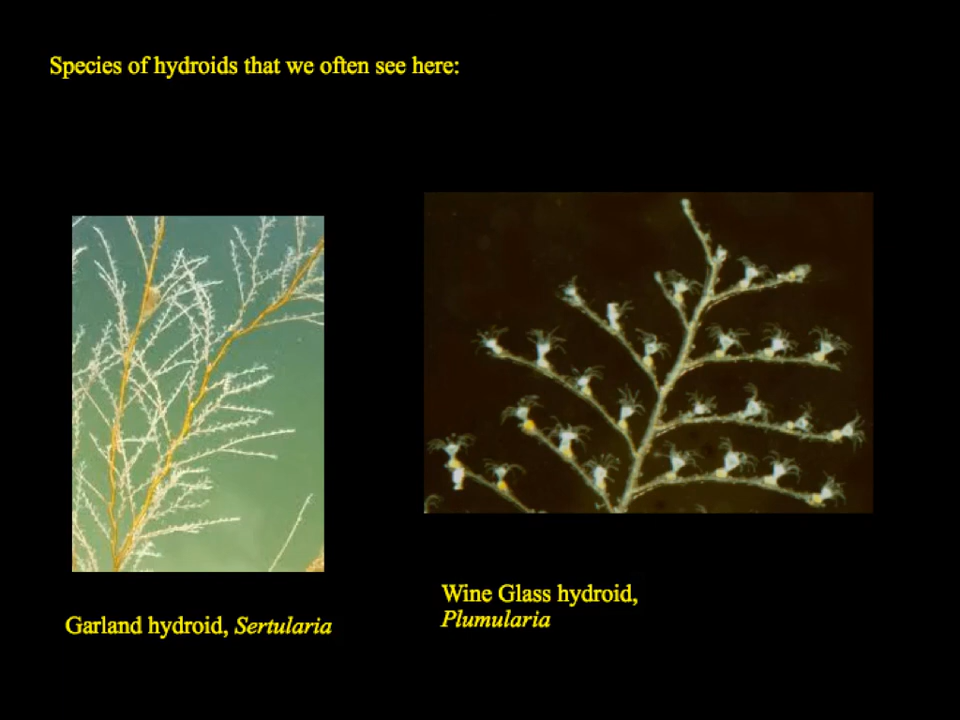 Species of hydroids that we often see here:
Garland hydroid, Sertularia
Wine Glass hydroid,
Plumularia